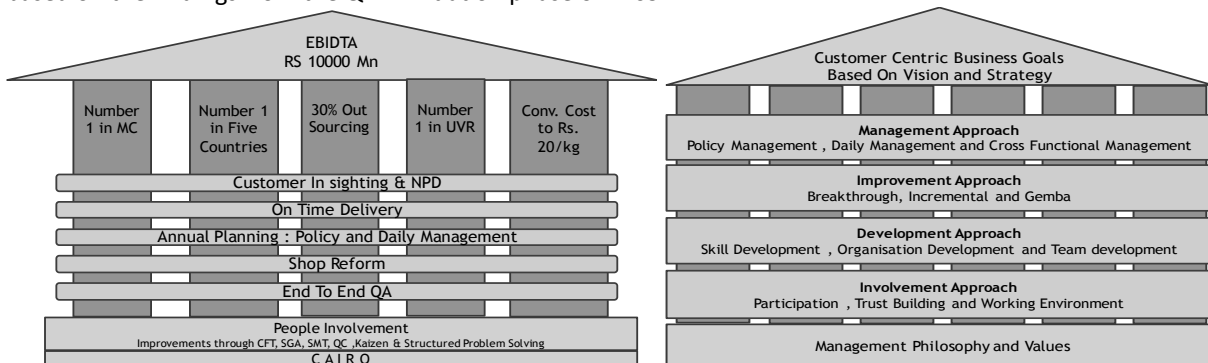 EBIDTA
RS 10000 Mn
Number
1 in MC
Number 1
in Five
Countries
30% Out
Sourcing
Number
1 in UVR
Conv. Cost
to Rs.
20/kg
Customer In sighting & NPD
On Time Delivery
Annual Planning : Policy and Daily Management
Shop Reform
End To End QA
People Involvement
Improvements through CFT, SGA, SMT, QC ,Kaizen & Structured Problem Solving
C A I R O
Customer Centric Business Goals
Based On Vision and Strategy
Management Approach
Policy Management , Daily Management and Cross Functional Management
Improvement Approach
Breakthrough, Incremental and Gemba
Development Approach
Skill Development , Organisation Development and Team development
Involvement Approach
Participation , Trust Building and Working Environment
Management Philosophy and Values